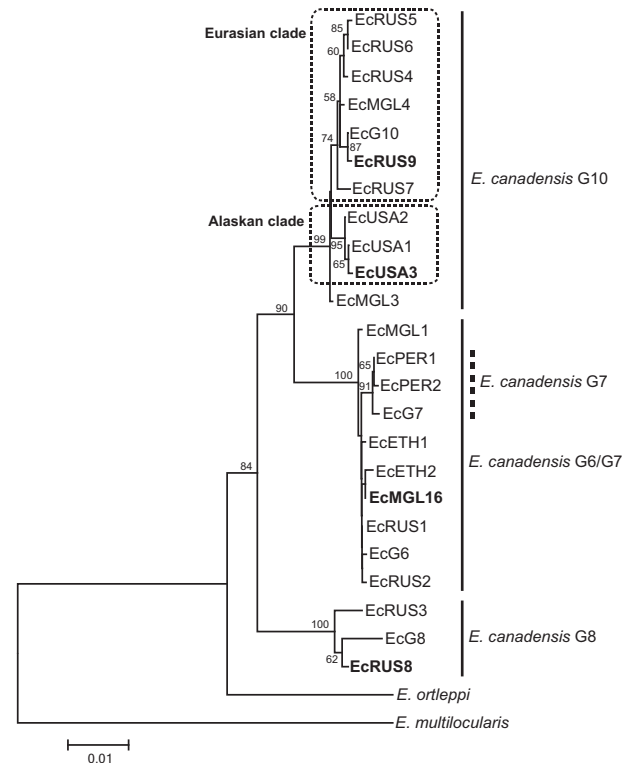 Eurasian clade
85
EcRUS5
EcRUS6
60
EcRUS4
58
EcMGL4
EcG10
74
87
EcRUS9
EcRUS7
E. canadensis G10
Alaskan clade
EcUSA2
99
95
EcUSA1
65
EcUSA3
EcMGL3
90
EcMGL1
65
EcPER1
100
91
EcPER2
E. canadensis G7
EcG7
EcETH1
E. canadensis G6/G7
84
EcETH2
EcMGL16
EcRUS1
EcG6
EcRUS2
EcRUS3
100
EcG8
E. canadensis G8
62
EcRUS8
E. ortleppi
E. multilocularis
0.01